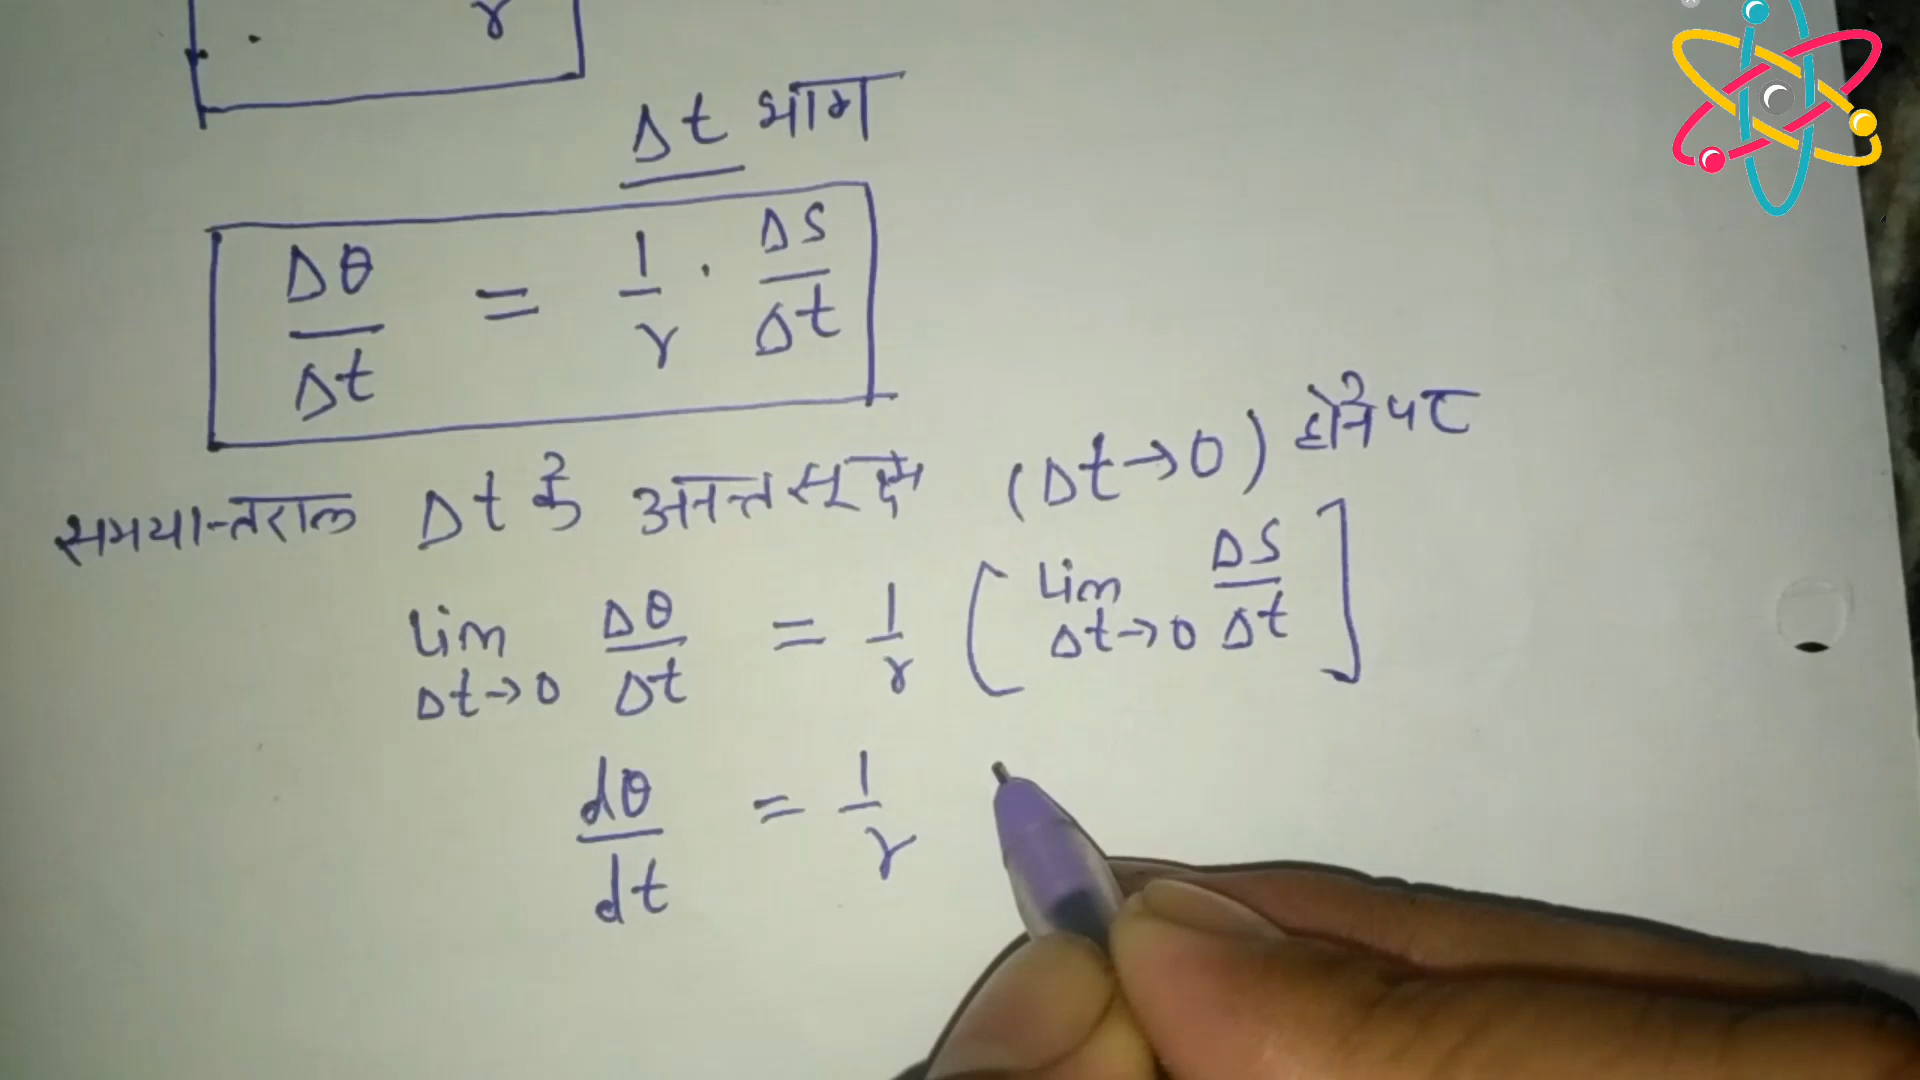 r
Δt भाग
Δθ/Δt = 1/r · ΔS/Δt
समयान्तराल Δt के अनन्तसूक्ष्म (Δt→0) होने पर
Lim Δt→0 Δθ/Δt = 1/r [Lim Δt→0 ΔS/Δt]
dθ/dt = 1/r